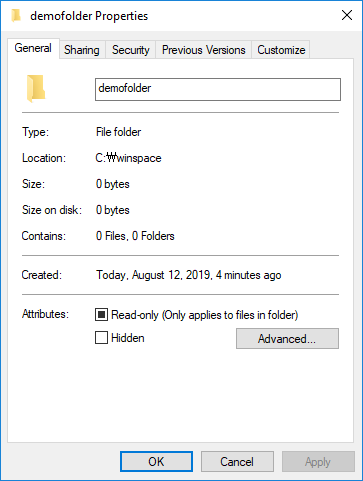 demofolder Properties
General Sharing Security Previous Versions Customize
demofolder
Type: File folder
Location: C:₩winspace
Size: 0 bytes
Size on disk: 0 bytes
Contains: 0 Files, 0 Folders
Created: Today, August 12, 2019, 4 minutes ago
Attributes: Read-only (Only applies to files in folder)
Hidden Advanced...
OK Cancel Apply